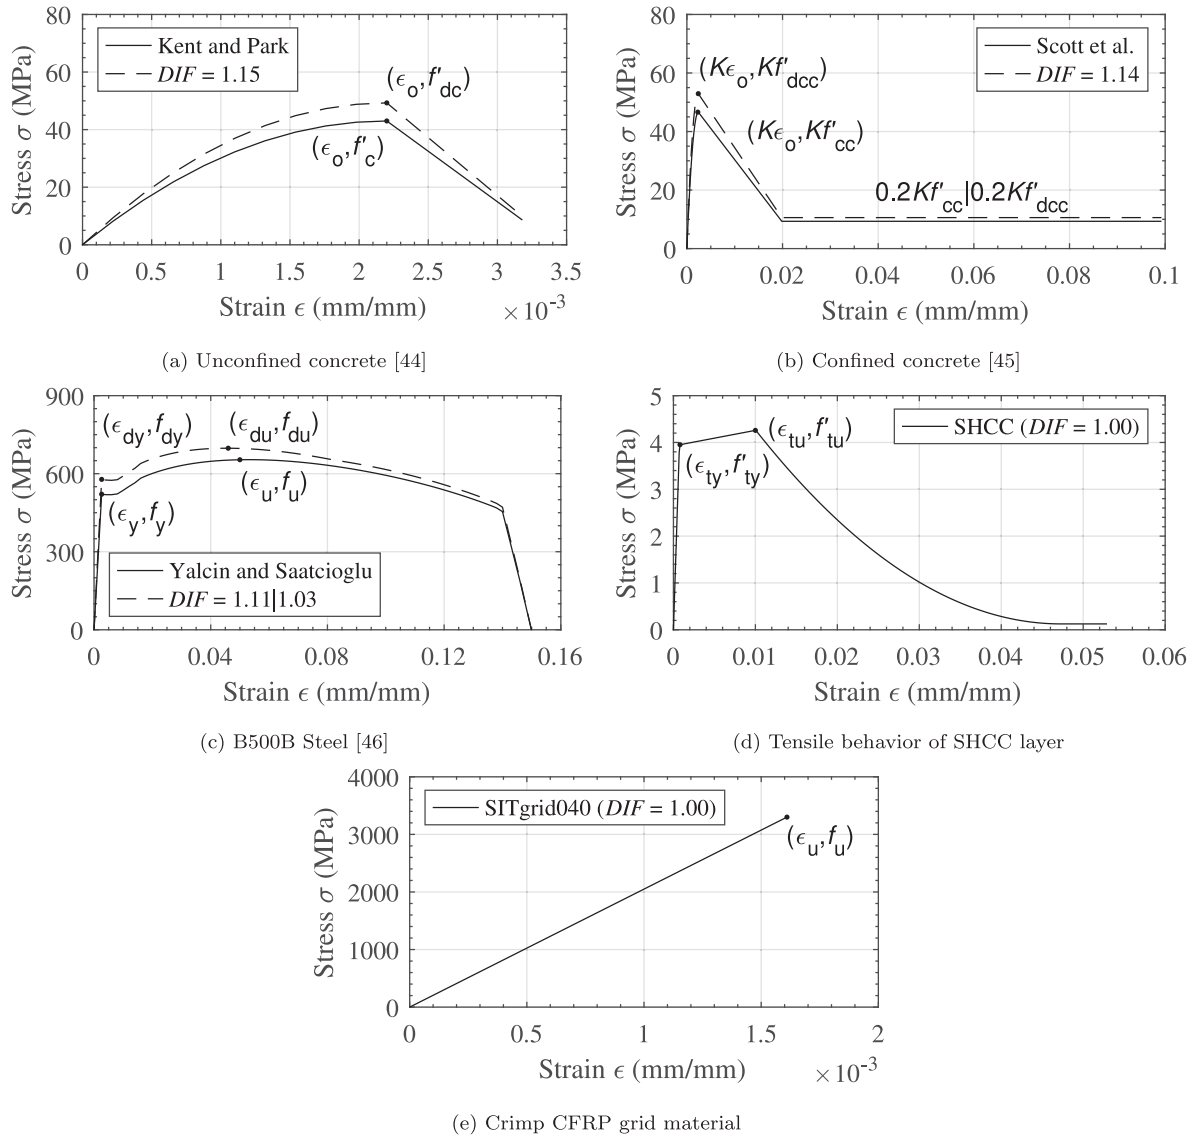 80
60
40
20
0
Stress σ (MPa)
Kent and Park
DIF = 1.15
(ϵo,f'dc)
(ϵo,f'c)
0 0.5 1 1.5 2 2.5 3 3.5
Strain ϵ (mm/mm) ×10-3
(a) Unconfined concrete [44]
80
60
40
20
0
Stress σ (MPa)
Scott et al.
DIF = 1.14
(Kϵo,Kf'dcc)
(Kϵo,Kf'cc)
0.2Kf'cc|0.2Kf'dcc
0 0.02 0.04 0.06 0.08 0.1
Strain ϵ (mm/mm)
(b) Confined concrete [45]
900
600
300
0
Stress σ (MPa)
(ϵdy,fdy) (ϵdu,fdu)
(ϵu,fu)
(ϵy,fy)
Yalcin and Saatcioglu
DIF = 1.11|1.03
0 0.04 0.08 0.12 0.16
Strain ϵ (mm/mm)
(c) B500B Steel [46]
5
4
3
2
1
0
Stress σ (MPa)
SHCC (DIF = 1.00)
(ϵtu,f'tu)
(ϵty,f'ty)
0 0.01 0.02 0.03 0.04 0.05 0.06
Strain ϵ (mm/mm)
(d) Tensile behavior of SHCC layer
4000
3000
2000
1000
0
Stress σ (MPa)
SITgrid040 (DIF = 1.00)
(ϵu,fu)
0 0.5 1 1.5 2
Strain ϵ (mm/mm) ×10-3
(e) Crimp CFRP grid material